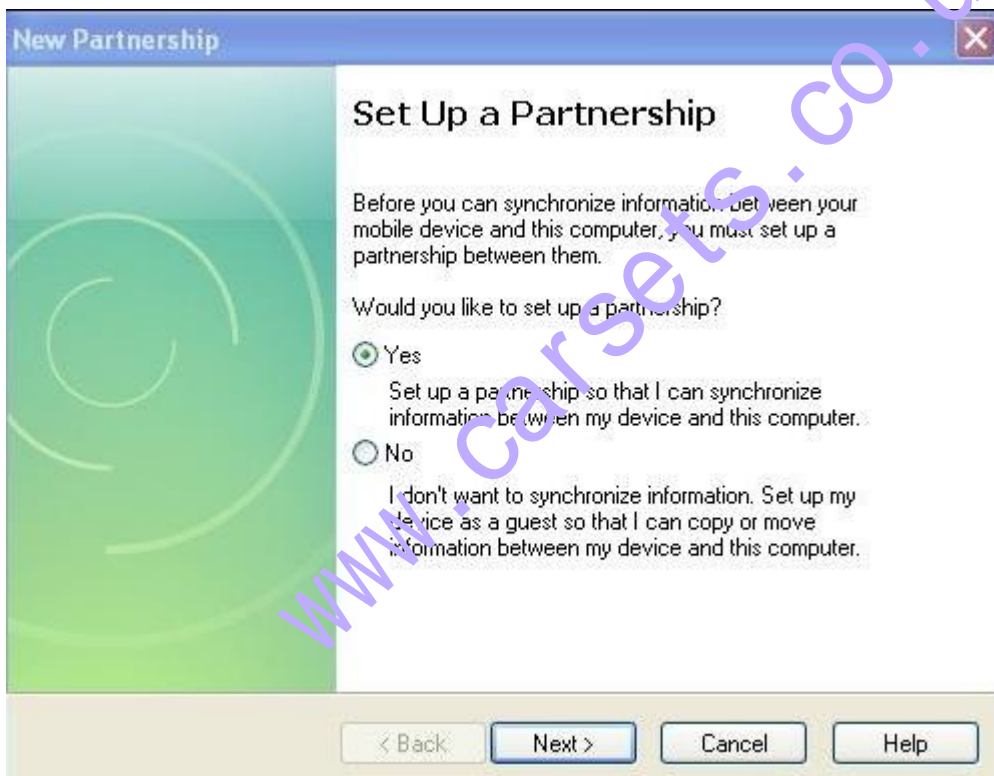 New Partnership
Set Up a Partnership
Before you can synchronize information between your
mobile device and this computer, you must set up a
partnership between them.
Would you like to set up a partnership?
Yes
Set up a partnership so that I can synchronize
information between my device and this computer.
No
I don't want to synchronize information. Set up my
device as a guest so that I can copy or move
information between my device and this computer.
< Back
Next >
Cancel
Help
www.carsets.co.